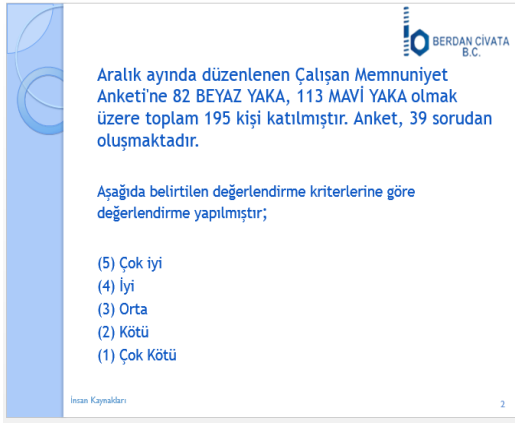 BERDAN CİVATA
B.C.
Aralık ayında düzenlenen Çalışan Memnuniyet
Anketi'ne 82 BEYAZ YAKA, 113 MAVİ YAKA olmak
üzere toplam 195 kişi katılmıştır. Anket, 39 sorudan
oluşmaktadır.
Aşağıda belirtilen değerlendirme kriterlerine göre
değerlendirme yapılmıştır;
(5) Çok iyi
(4) İyi
(3) Orta
(2) Kötü
(1) Çok Kötü
İnsan Kaynakları
2